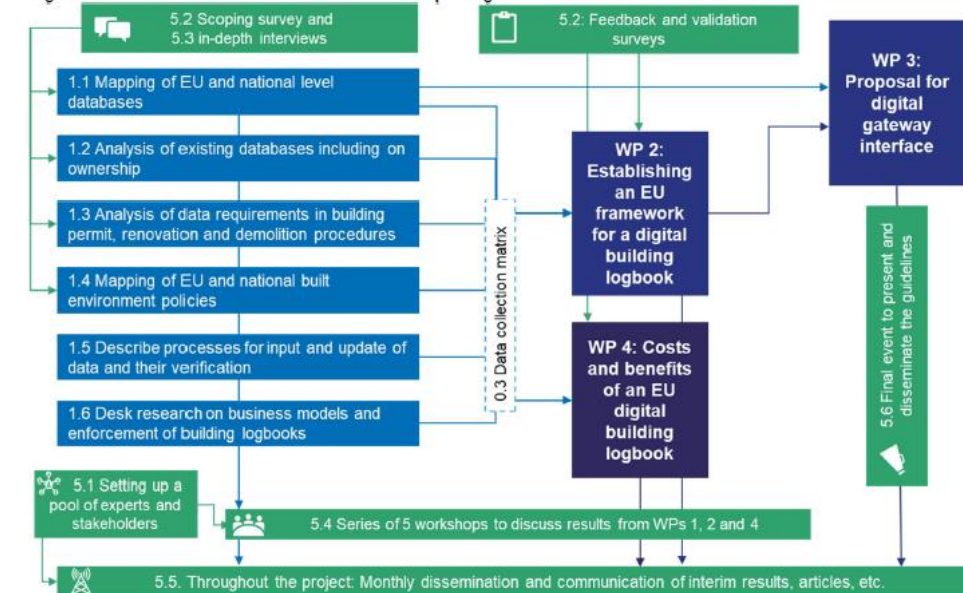 5.2 Scoping survey and
5.3 in-depth interviews
5.2: Feedback and validation
surveys
WP 3:
Proposal for
digital
gateway
interface
1.1 Mapping of EU and national level
databases
1.2 Analysis of existing databases including on
ownership
1.3 Analysis of data requirements in building
permit, renovation and demolition procedures
1.4 Mapping of EU and national built
environment policies
1.5 Describe processes for input and update of
data and their verification
1.6 Desk research on business models and
enforcement of building logbooks
0.3 Data collection matrix
WP 2:
Establishing
an EU
framework
for a digital
building
logbook
WP 4: Costs
and benefits
of an EU
digital
building
logbook
5.6 Final event to present and
disseminate the guidelines
5.1 Setting up a
pool of experts and
stakeholders
5.4 Series of 5 workshops to discuss results from WPs 1, 2 and 4
5.5. Throughout the project: Monthly dissemination and communication of interim results, articles, etc.